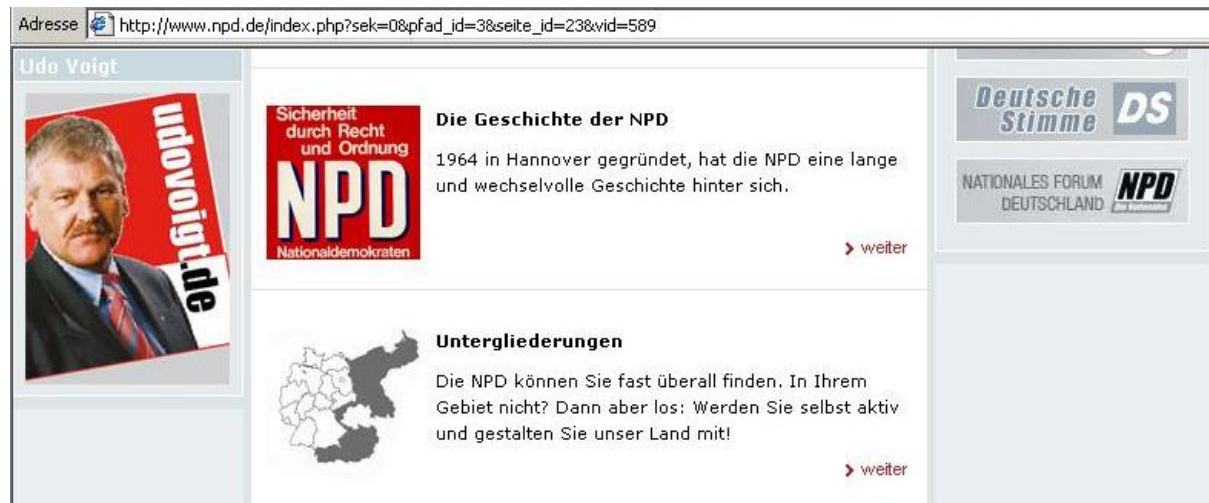 Adresse http://www.npd.de/index.php?sek=0&pfad_id=3&seite_id=23&vid=589
Udo Voigt
udovoigt.de
Sicherheit
durch Recht
und Ordnung
NPD
Nationaldemokraten
Die Geschichte der NPD
1964 in Hannover gegründet, hat die NPD eine lange
und wechselvolle Geschichte hinter sich.
weiter
Untergliederungen
Die NPD können Sie fast überall finden. In Ihrem
Gebiet nicht? Dann aber los: Werden Sie selbst aktiv
und gestalten Sie unser Land mit!
weiter
Deutsche
Stimme DS
NATIONALES FORUM
DEUTSCHLAND NPD